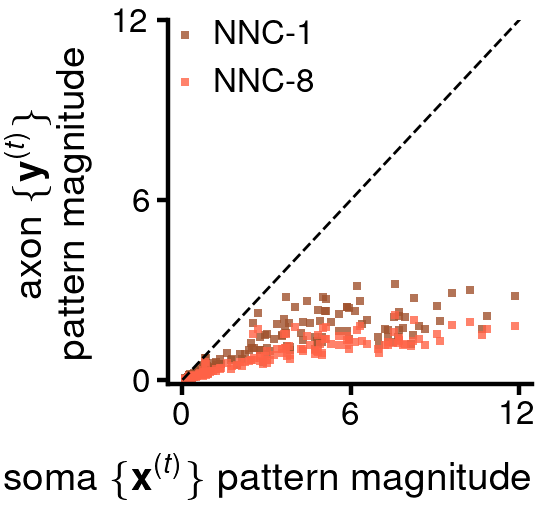 axon {y^(t)}
pattern magnitude
12
6
0
NNC-1
NNC-8
0
6
12
soma {x^(t)} pattern magnitude